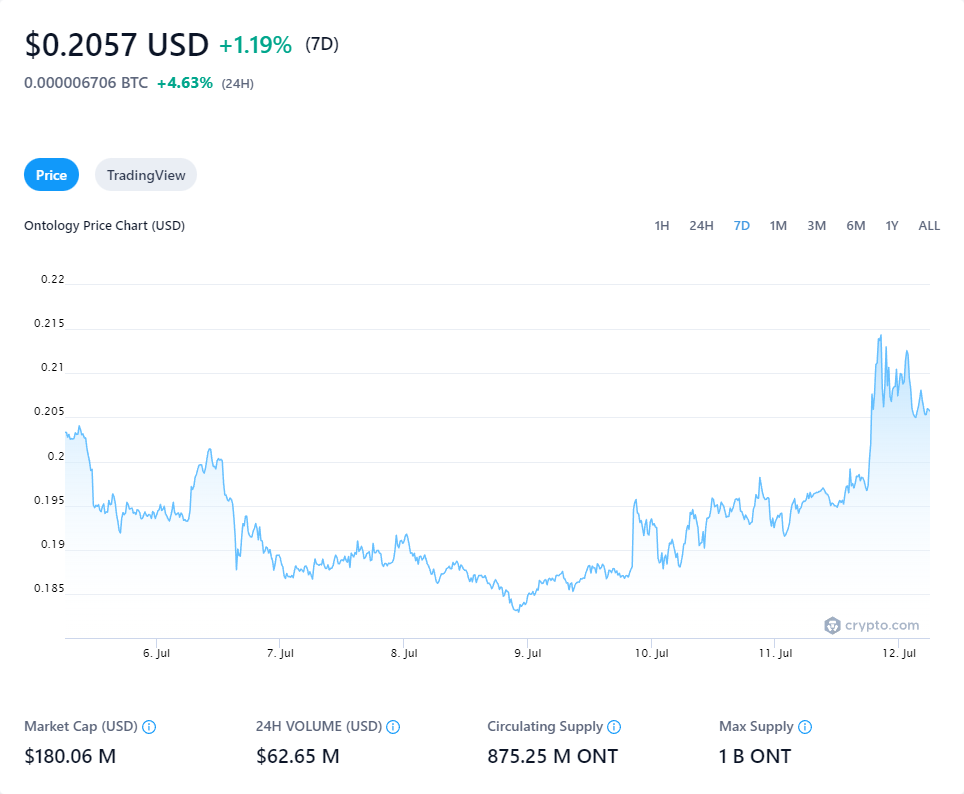 $0.2057 USD +1.19% (7D)
0.000006706 BTC +4.63% (24H)
Price TradingView
Ontology Price Chart (USD) 1H 24H 7D 1M 3M 6M 1Y ALL
0.22
0.215
0.21
0.205
0.2
0.195
0.19
0.185
crypto.com
6. Jul 7. Jul 8. Jul 9. Jul 10. Jul 11. Jul 12. Jul
Market Cap (USD) 24H VOLUME (USD) Circulating Supply Max Supply
$180.06 M $62.65 M 875.25 M ONT 1 B ONT